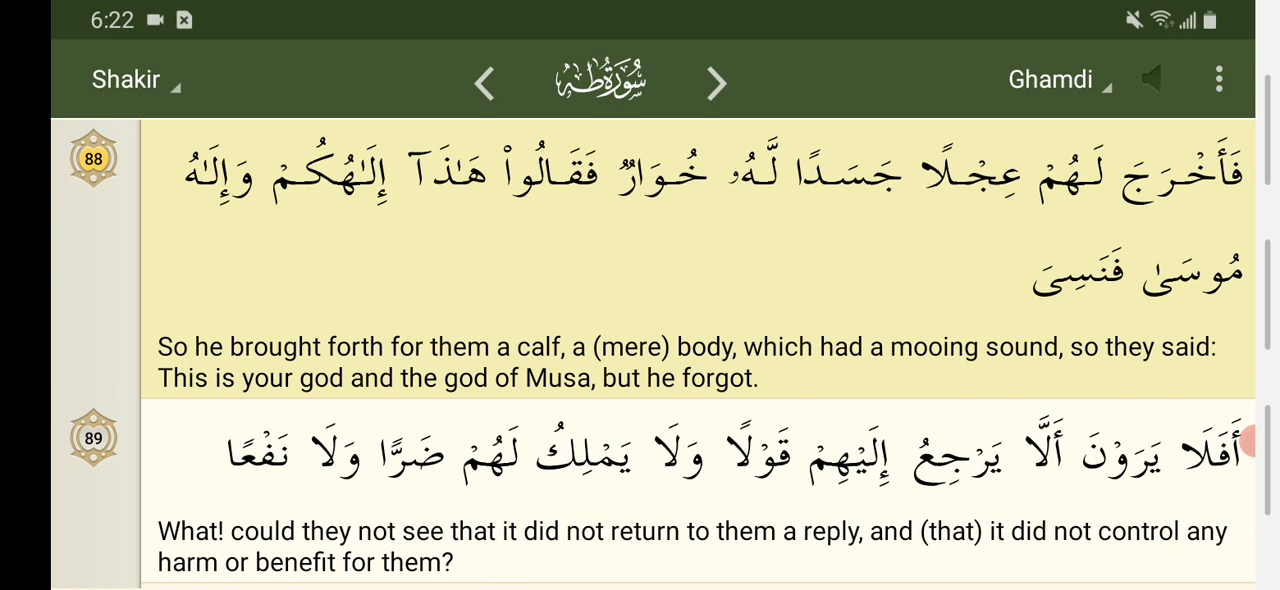 6:22
Shakir
سُورَةُ طه
Ghamdi
88
فَأَخْرَجَ لَهُمْ عِجْلًا جَسَدًا لَّهُۥ خُوَارٌ فَقَالُوا۟ هَـٰذَآ إِلَـٰهُكُمْ وَإِلَـٰهُ
مُوسَىٰ فَنَسِىَ
So he brought forth for them a calf, a (mere) body, which had a mooing sound, so they said:
This is your god and the god of Musa, but he forgot.
89
أَفَلَا يَرَوْنَ أَلَّا يَرْجِعُ إِلَيْهِمْ قَوْلًا وَلَا يَمْلِكُ لَهُمْ ضَرًّا وَلَا نَفْعًا
What! could they not see that it did not return to them a reply, and (that) it did not control any
harm or benefit for them?